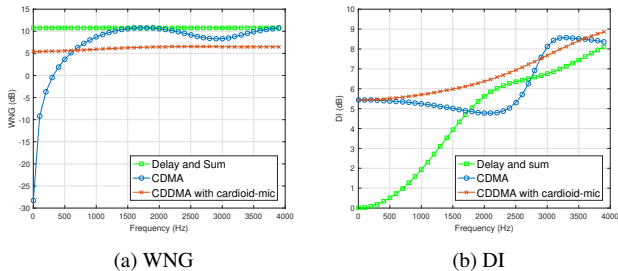 15
10
5
0
-5
-10
-15
-20
-25
-30
WNG (dB)
0 500 1000 1500 2000 2500 3000 3500 4000
Frequency (Hz)
Delay and Sum
CDMA
CDDMA with cardioid-mic
(a) WNG
9
8
7
6
5
4
3
2
1
0
DI (dB)
0 500 1000 1500 2000 2500 3000 3500 4000
Frequency (Hz)
Delay and sum
CDMA
CDDMA with cardioid-mic
(b) DI